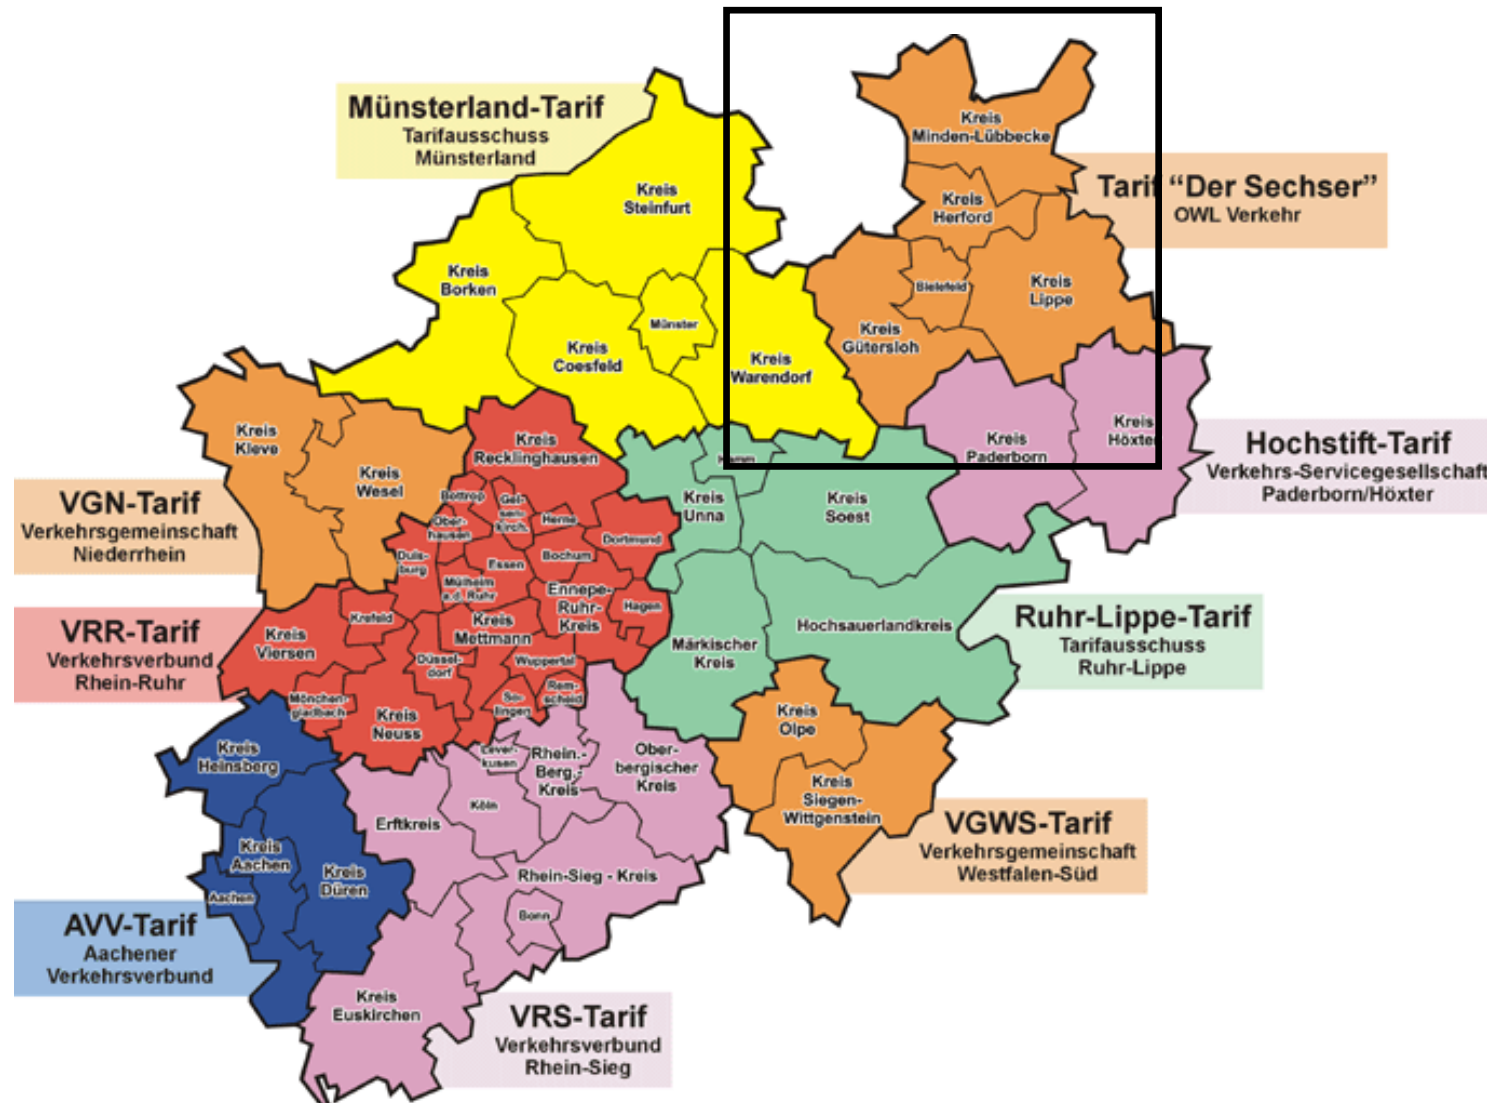 Münsterland-Tarif
Tarifausschuss
Münsterland
Kreis
Minden-Lübbecke
Tarif “Der Sechser”
OWL Verkehr
Kreis
Steinfurt
Kreis
Herford
Kreis
Borken
Bielefeld
Kreis
Lippe
Münster
Kreis
Gütersloh
Kreis
Coesfeld
Kreis
Warendorf
Kreis
Kleve
Kreis
Wesel
Kreis
Recklinghausen
Hamm
Kreis
Paderborn
Kreis
Höxter
Hochstift-Tarif
Verkehrs-Servicegesellschaft
Paderborn/Höxter
VGN-Tarif
Verkehrsgemeinschaft
Niederrhein
Bottrop
Gel-
sen-
kirch.
Kreis
Unna
Kreis
Soest
Ober-
hausen
Herne
Dortmund
Duis-
burg
Essen
Bochum
Mülheim
a.d. Ruhr
Ennepe-
Ruhr-
Kreis
Hagen
VRR-Tarif
Verkehrsverbund
Rhein-Ruhr
Kreis
Viersen
Krefeld
Kreis
Mettmann
Märkischer
Kreis
Hochsauerlandkreis
Ruhr-Lippe-Tarif
Tarifausschuss
Ruhr-Lippe
Düssel-
dorf
Wuppertal
Mönchen-
gladbach
Kreis
Neuss
So-
lingen
Rem-
scheid
Kreis
Olpe
Kreis
Heinsberg
Lever-
kusen
Rhein.-
Berg.-
Kreis
Ober-
bergischer
Kreis
Kreis
Siegen-
Wittgenstein
Köln
Erftkreis
VGWS-Tarif
Verkehrsgemeinschaft
Westfalen-Süd
Kreis
Aachen
Kreis
Düren
Rhein-Sieg - Kreis
Aachen
Bonn
AVV-Tarif
Aachener
Verkehrsverbund
Kreis
Euskirchen
VRS-Tarif
Verkehrsverbund
Rhein-Sieg